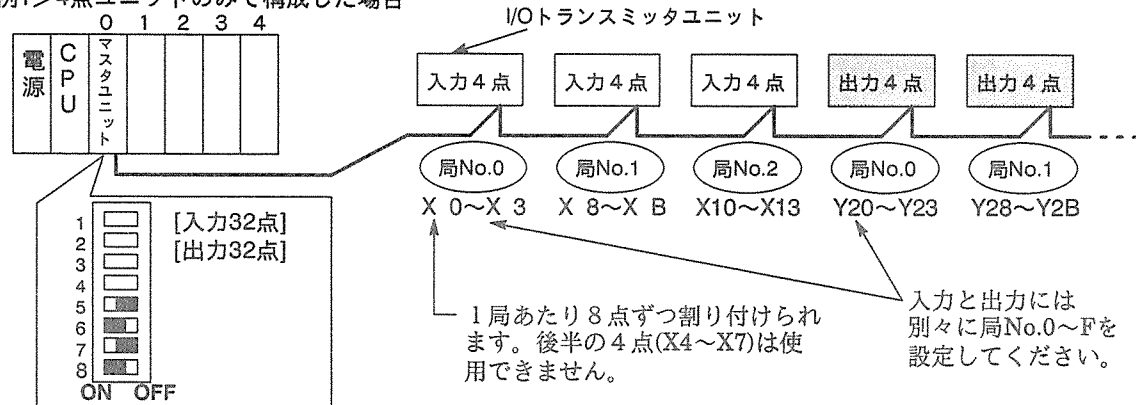 4点ユニットのみで構成した場合
0 1 2 3 4
電源
CPU
マスタユニット
I/Oトランスミッタユニット
入力4点 入力4点 入力4点 出力4点 出力4点
局No.0 局No.1 局No.2 局No.0 局No.1
X 0～X 3 X 8～X B X10～X13 Y20～Y23 Y28～Y2B
1 [入力32点]
2 [出力32点]
3
4
5
6
7
8
ON OFF
1局あたり8点ずつ割り付けられ
ます。後半の4点(X4～X7)は使
用できません。
入力と出力には
別々に局No.0～Fを
設定してください。